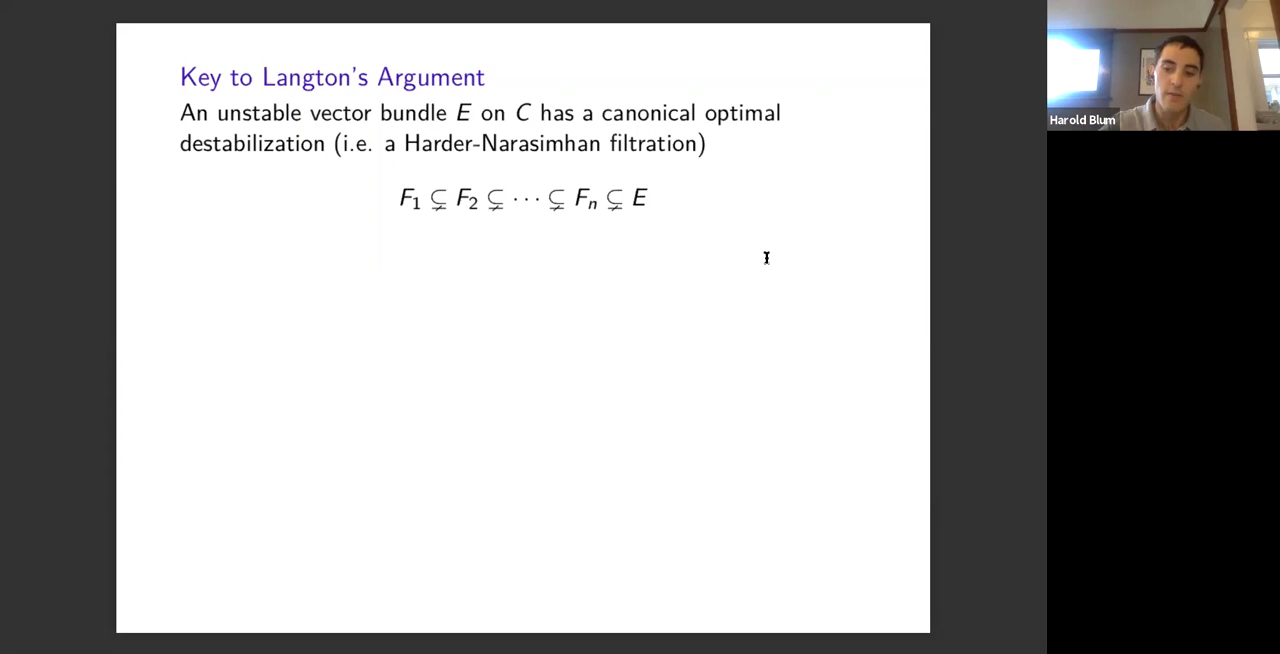 Key to Langton's Argument
An unstable vector bundle E on C has a canonical optimal
destabilization (i.e. a Harder-Narasimhan filtration)
F₁ ⊊ F₂ ⊊ ⋯ ⊊ Fₙ ⊊ E
Harold Blum